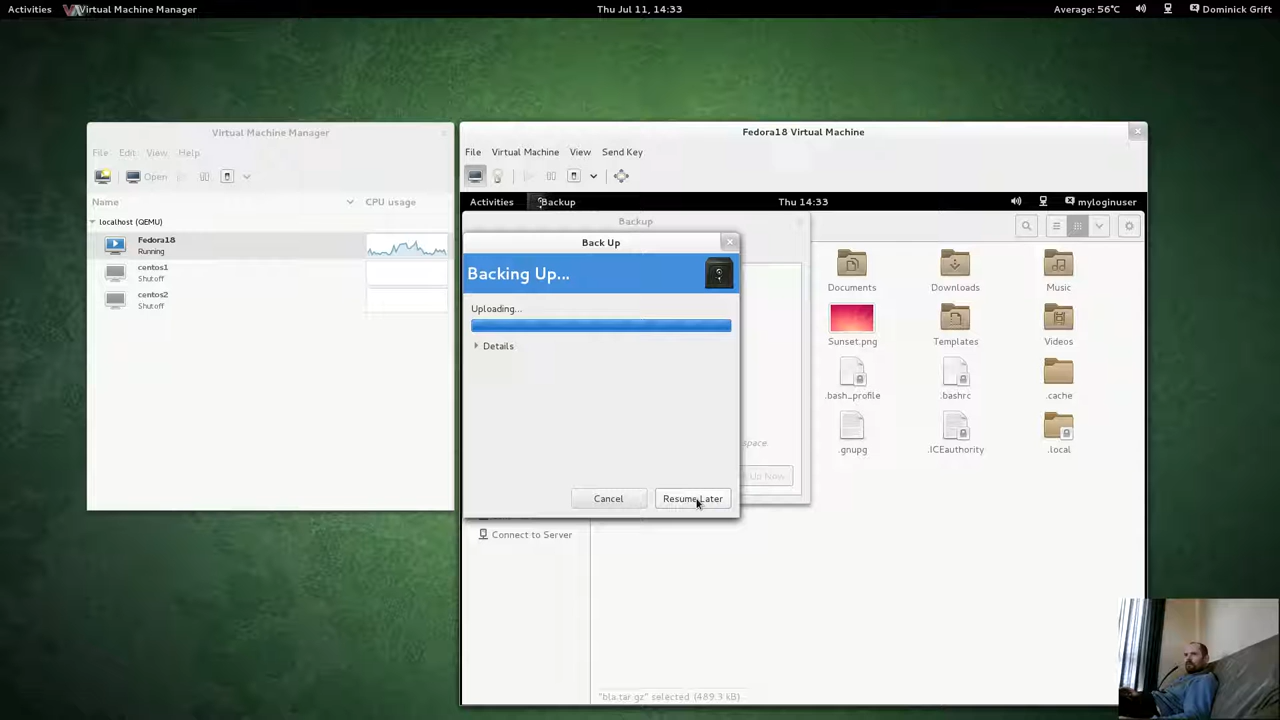 Activities Virtual Machine Manager Thu Jul 11, 14:33 Average: 56°C Dominick Grift
Virtual Machine Manager
File Edit View Help
Open
Name CPU usage
localhost (QEMU)
Fedora18
Running
centos1
Shutoff
centos2
Shutoff
Fedora18 Virtual Machine
File Virtual Machine View Send Key
Activities Backup Thu 14:33 myloginuser
Backup
Back Up
Backing Up...
Uploading...
Details
space
Up Now
Cancel Resume Later
Connect to Server
Documents Downloads Music
Sunset.png Templates Videos
.bash_profile .bashrc .cache
.gnupg .ICEauthority .local
"bla.tar.gz" selected (489.3 kB)